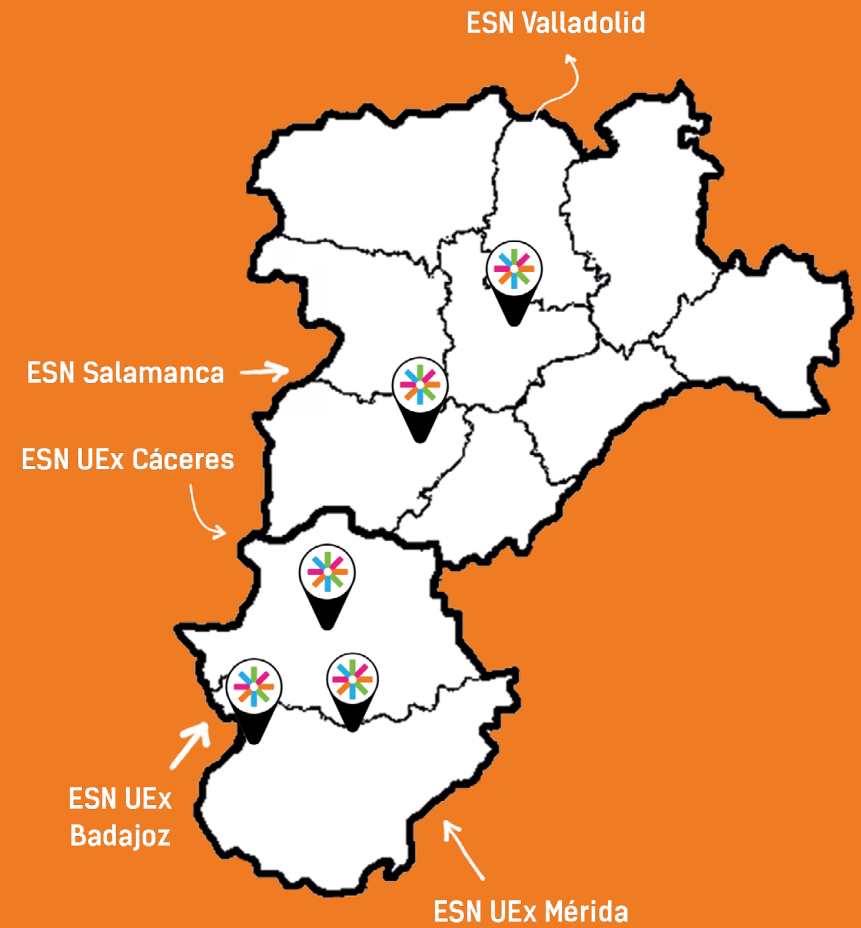 ESN Valladolid
ESN Salamanca
ESN UEx Cáceres
ESN UEx
Badajoz
ESN UEx Mérida